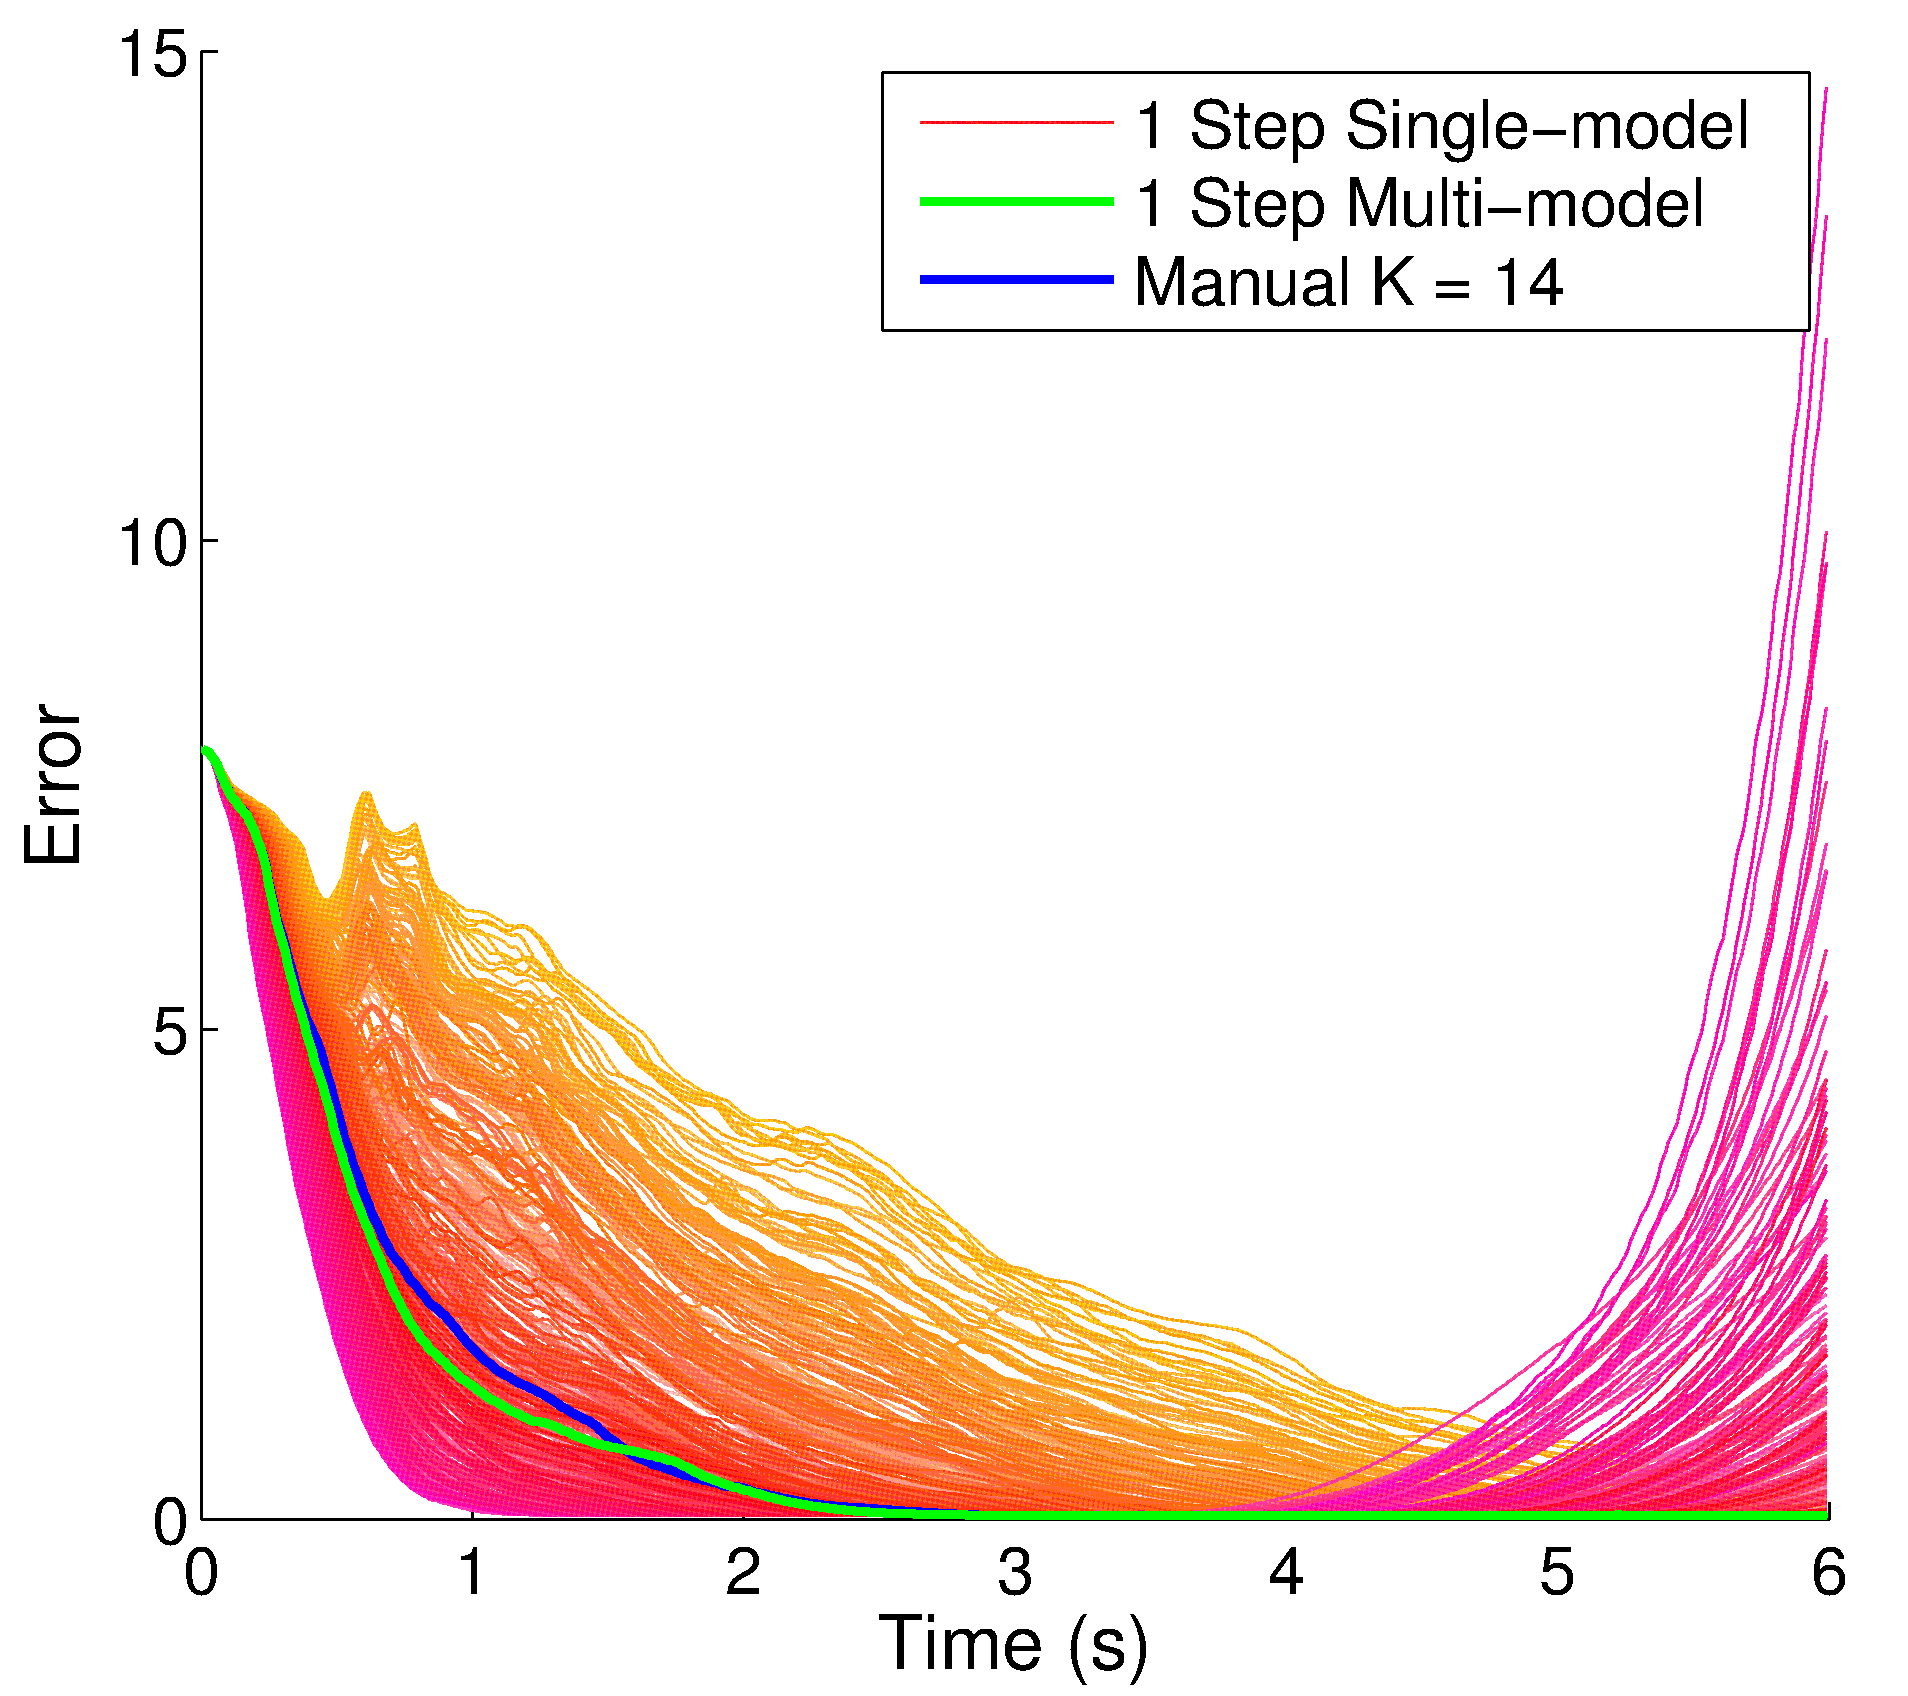 15
10
5
0
Error
1 Step Single−model
1 Step Multi−model
Manual K = 14
0 1 2 3 4 5 6
Time (s)